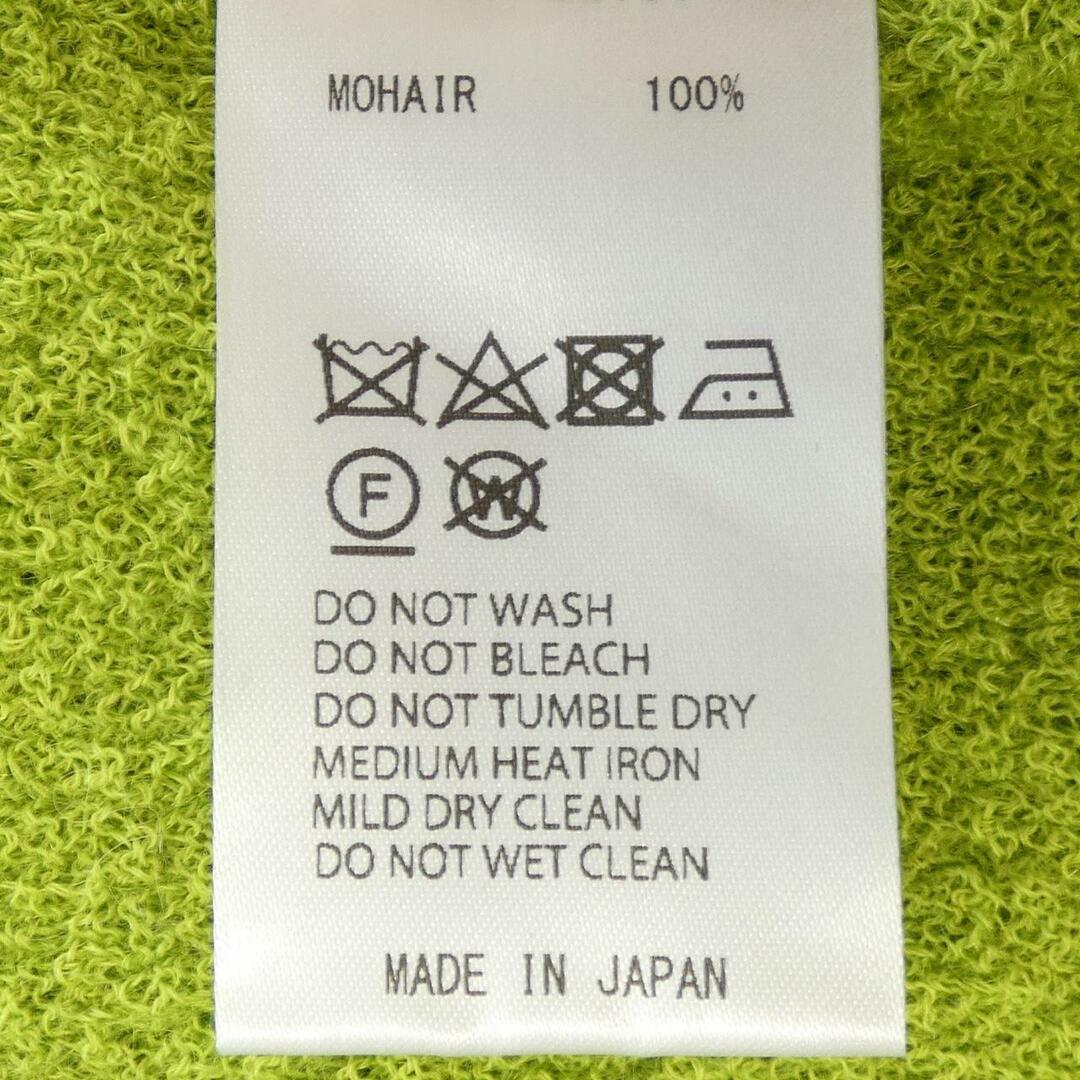 MOHAIR 100%
F W
DO NOT WASH
DO NOT BLEACH
DO NOT TUMBLE DRY
MEDIUM HEAT IRON
MILD DRY CLEAN
DO NOT WET CLEAN
MADE IN JAPAN